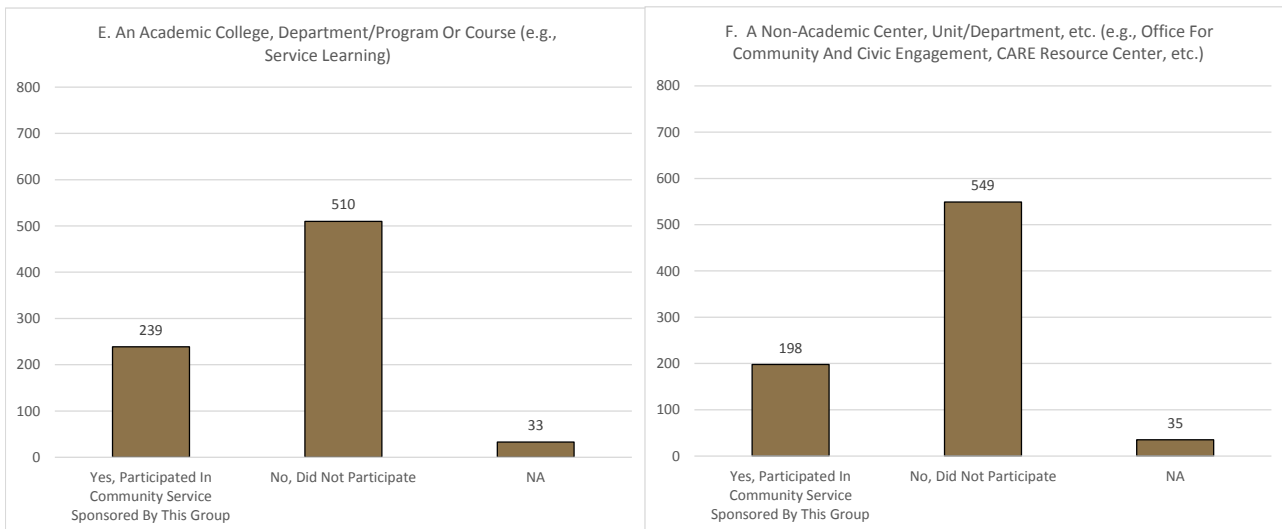 E. An Academic College, Department/Program Or Course (e.g.,
Service Learning)
800
700
600
500
400
300
200
100
0
239
510
33
Yes, Participated In
Community Service
Sponsored By This Group
No, Did Not Participate
NA
F.  A Non-Academic Center, Unit/Department, etc. (e.g., Office For
Community And Civic Engagement, CARE Resource Center, etc.)
800
700
600
500
400
300
200
100
0
198
549
35
Yes, Participated In
Community Service
Sponsored By This Group
No, Did Not Participate
NA